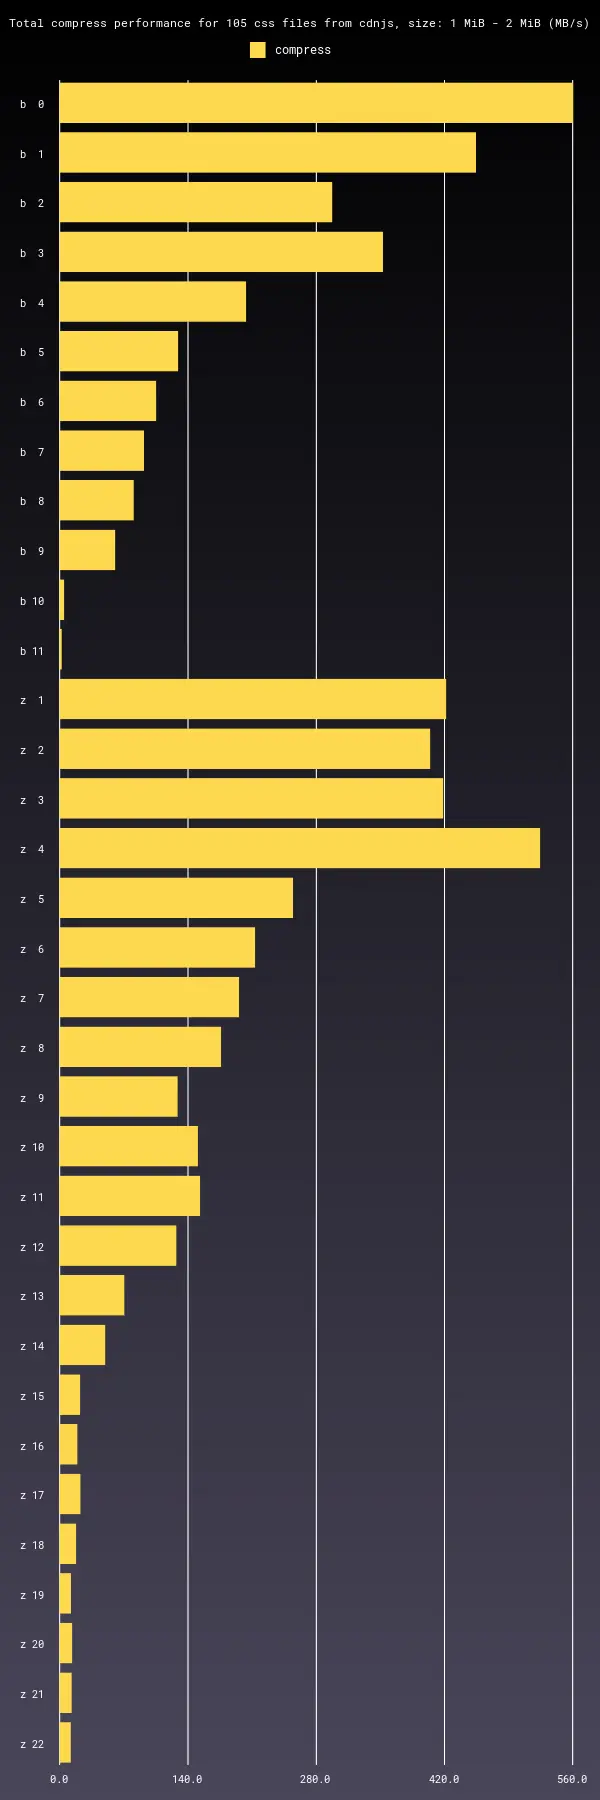 Total compress performance for 105 css files from cdnjs, size: 1 MiB - 2 MiB (MB/s)
compress
b 0
b 1
b 2
b 3
b 4
b 5
b 6
b 7
b 8
b 9
b 10
b 11
z 1
z 2
z 3
z 4
z 5
z 6
z 7
z 8
z 9
z 10
z 11
z 12
z 13
z 14
z 15
z 16
z 17
z 18
z 19
z 20
z 21
z 22
0.0 140.0 280.0 420.0 560.0